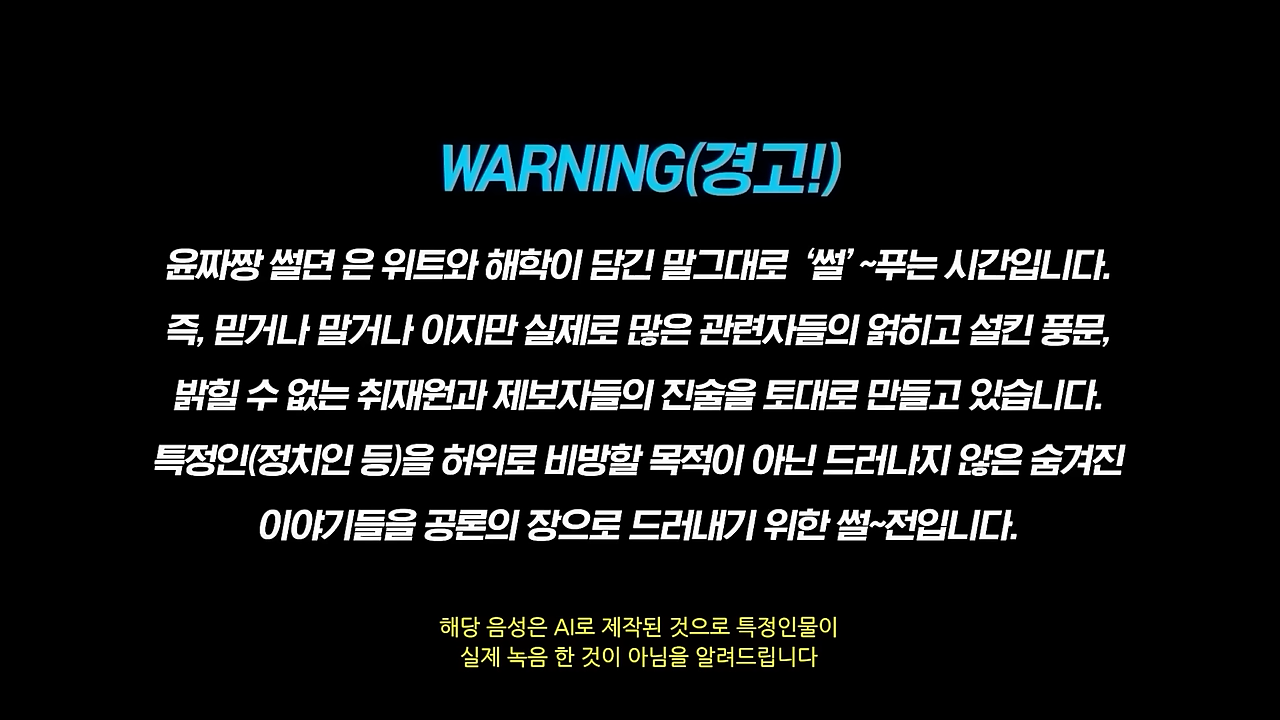 WARNING(경고!)
윤짜짱 썰뎐 은 위트와 해학이 담긴 말그대로 ‘썰’ ~푸는 시간입니다.
즉, 믿거나 말거나 이지만 실제로 많은 관련자들의 얽히고 설킨 풍문,
밝힐 수 없는 취재원과 제보자들의 진술을 토대로 만들고 있습니다.
특정인(정치인 등)을 허위로 비방할 목적이 아닌 드러나지 않은 숨겨진
이야기들을 공론의 장으로 드러내기 위한 썰~전입니다.
해당 음성은 AI로 제작된 것으로 특정인물이
실제 녹음 한 것이 아님을 알려드립니다